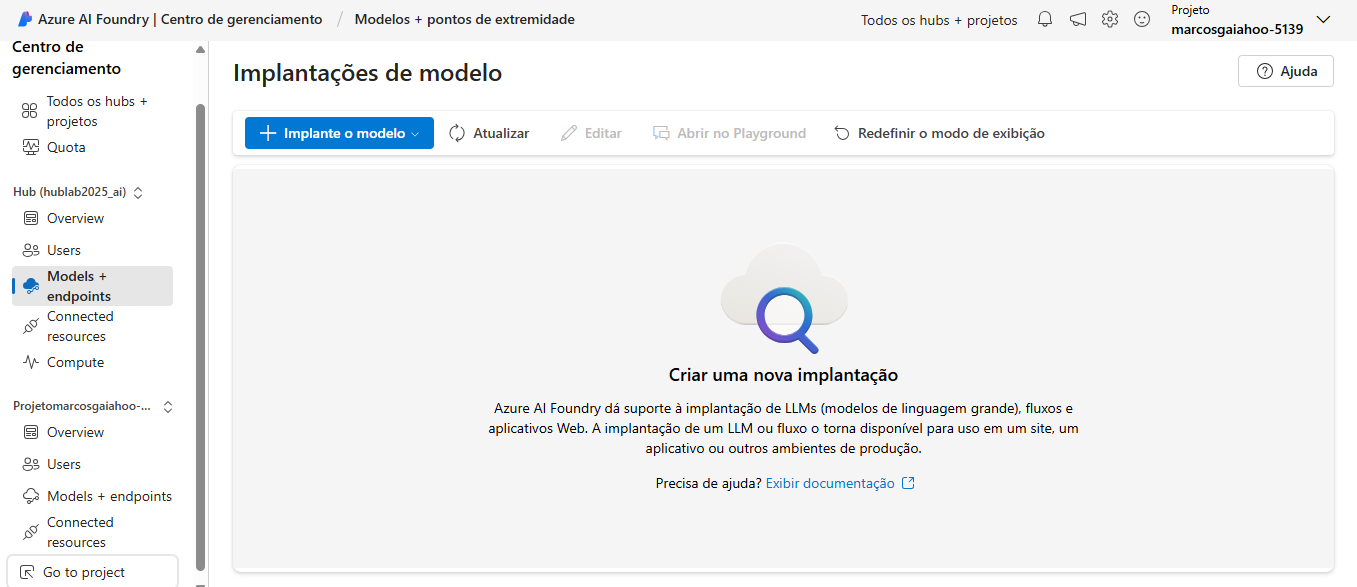 Azure AI Foundry | Centro de gerenciamento / Modelos + pontos de extremidade
Todos os hubs + projetos
Projeto
marcosgaiahoo-5139
Centro de
gerenciamento
Todos os hubs +
projetos
Quota
Hub (hublab2025_ai)
Overview
Users
Models +
endpoints
Connected
resources
Compute
Projetomarcosgaiahoo-...
Overview
Users
Models + endpoints
Connected
resources
Go to project
Implantações de modelo
Ajuda
Implante o modelo
Atualizar
Editar
Abrir no Playground
Redefinir o modo de exibição
Criar uma nova implantação
Azure AI Foundry dá suporte à implantação de LLMs (modelos de linguagem grande), fluxos e
aplicativos Web. A implantação de um LLM ou fluxo o torna disponível para uso em um site, um
aplicativo ou outros ambientes de produção.
Precisa de ajuda? Exibir documentação